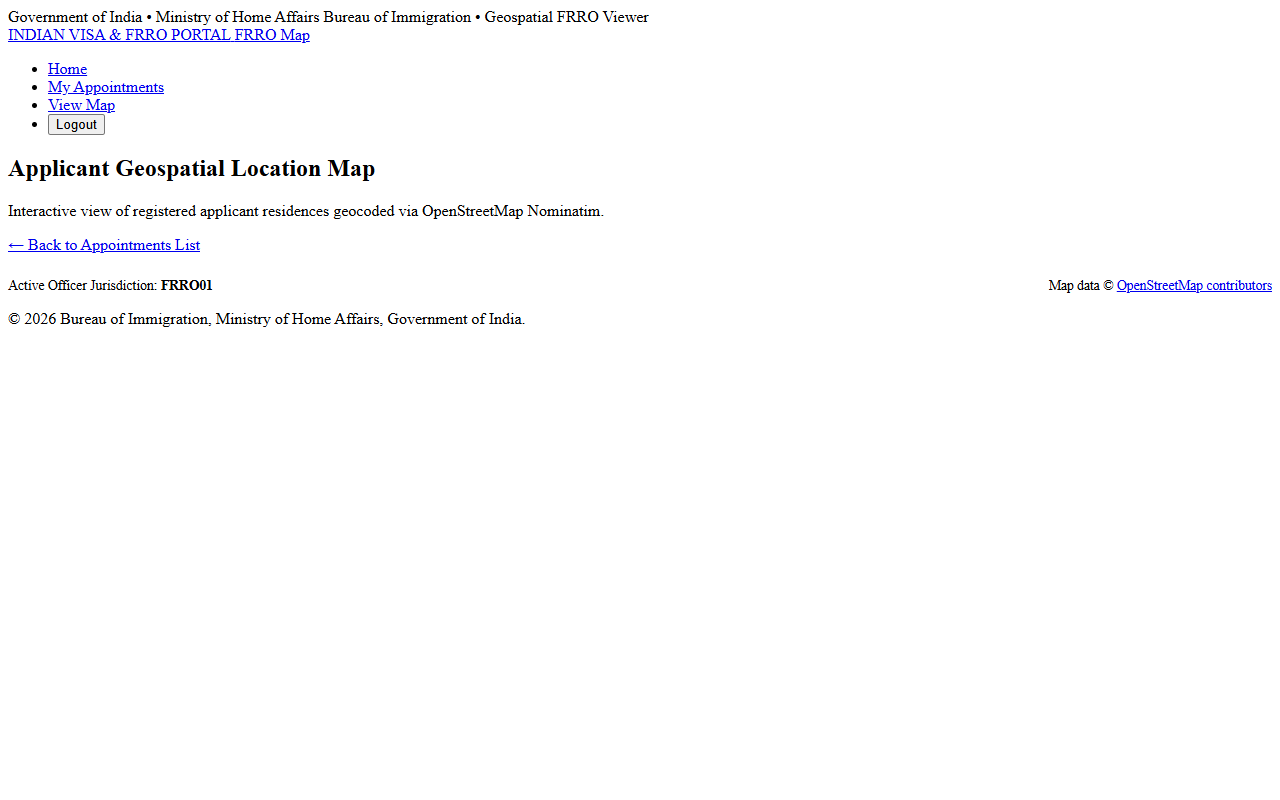 Government of India • Ministry of Home Affairs Bureau of Immigration • Geospatial FRRO Viewer
INDIAN VISA & FRRO PORTAL FRRO Map
• Home
• My Appointments
• View Map
• Logout
Applicant Geospatial Location Map
Interactive view of registered applicant residences geocoded via OpenStreetMap Nominatim.
← Back to Appointments List
Active Officer Jurisdiction: FRRO01 Map data © OpenStreetMap contributors
© 2026 Bureau of Immigration, Ministry of Home Affairs, Government of India.